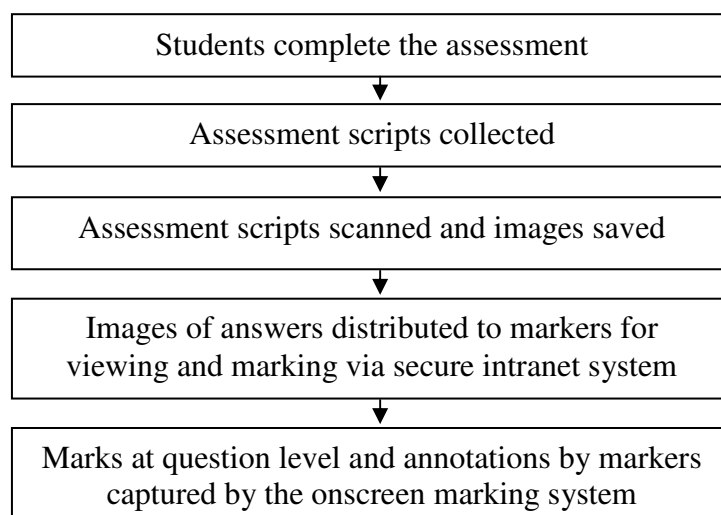 Students complete the assessment
Assessment scripts collected
Assessment scripts scanned and images saved
Images of answers distributed to markers for
viewing and marking via secure intranet system
Marks at question level and annotations by markers
captured by the onscreen marking system